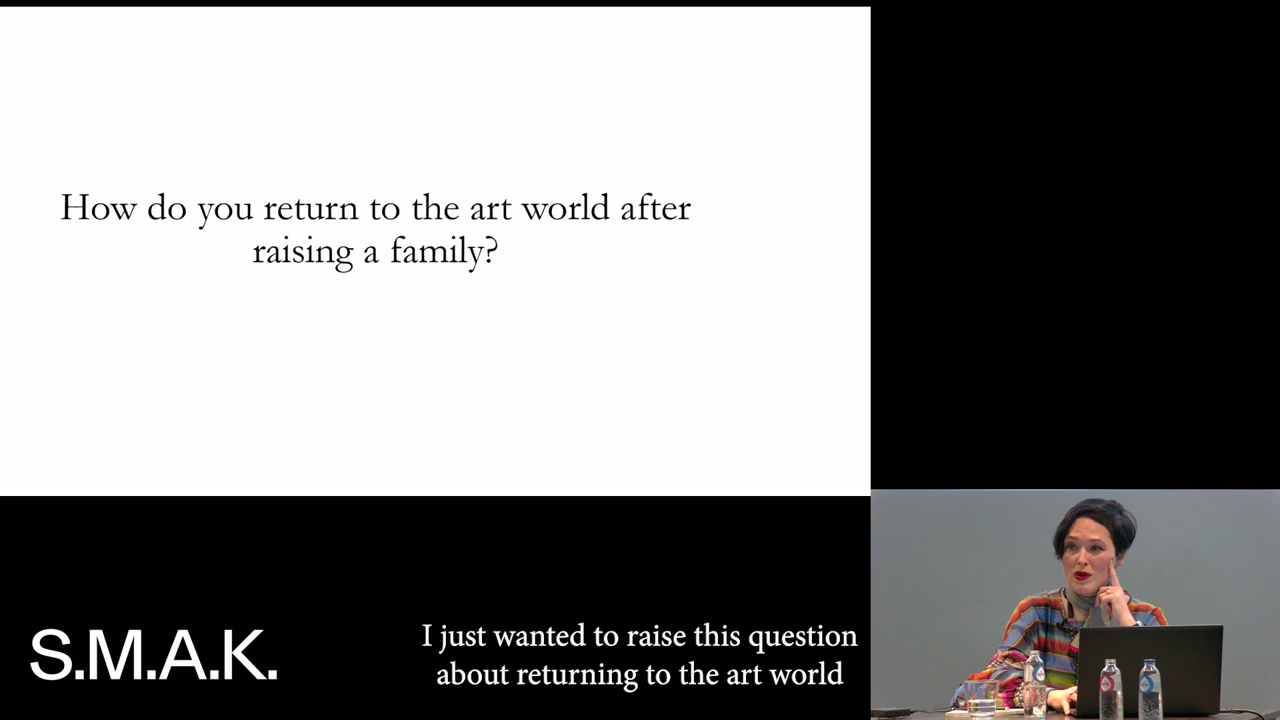 How do you return to the art world after
raising a family?
S.M.A.K.
I just wanted to raise this question
about returning to the art world